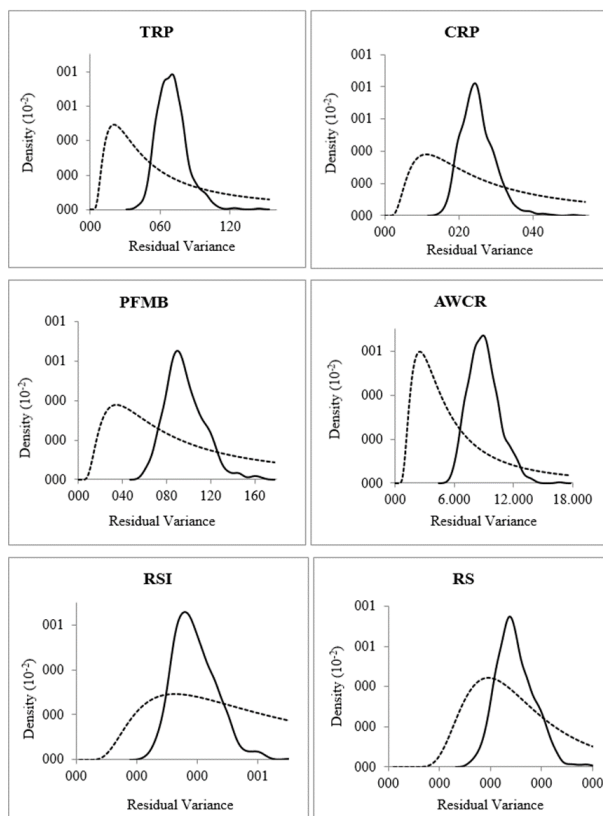 TRP
Density (10⁻²)
001
001
000
000
000
000 060 120
Residual Variance
CRP
Density (10⁻²)
001
001
000
000
000
000 020 040
Residual Variance
PFMB
Density (10⁻²)
001
001
000
000
000
000 040 080 120 160
Residual Variance
AWCR
Density (10⁻²)
001
000
000
000
000 6.000 12.000 18.000
Residual Variance
RSI
Density (10⁻²)
001
000
000
000
000 000 000 001
Residual Variance
RS
Density (10⁻²)
001
001
000
000
000
000 000 000 000 000
Residual Variance